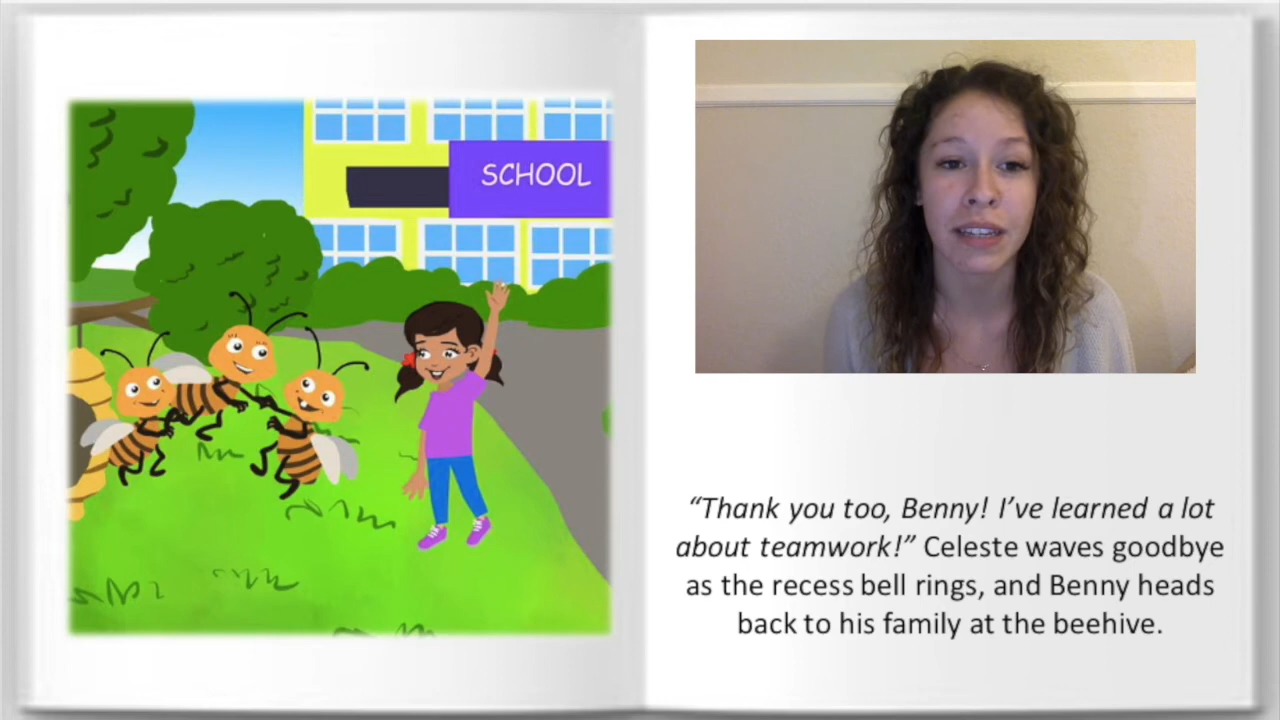 SCHOOL
“Thank you too, Benny! I’ve learned a lot
about teamwork!” Celeste waves goodbye
as the recess bell rings, and Benny heads
back to his family at the beehive.